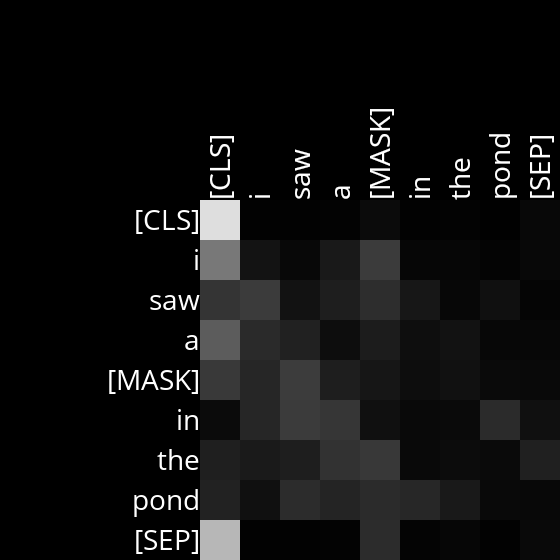 [CLS] i saw a [MASK] in the pond [SEP]
[CLS]
i
saw
a
[MASK]
in
the
pond
[SEP]